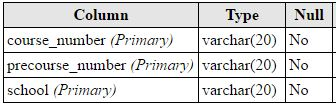 Column Type Null
course_number (Primary) varchar(20) No
precourse_number (Primary) varchar(20) No
school (Primary) varchar(20) No